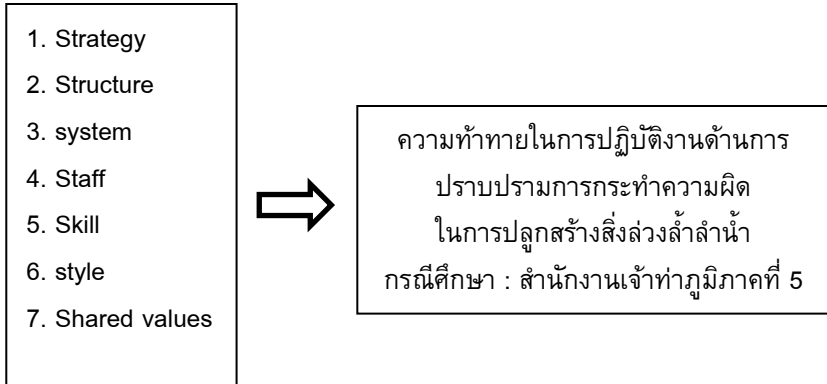 1. Strategy
2. Structure
3. system
4. Staff
5. Skill
6. style
7. Shared values
ความท้าทายในการปฏิบัติงานด้านการ
ปราบปรามการกระทำความผิด
ในการปลูกสร้างสิ่งล่วงล้ำลำน้ำ
กรณีศึกษา : สำนักงานเจ้าท่าภูมิภาคที่ 5